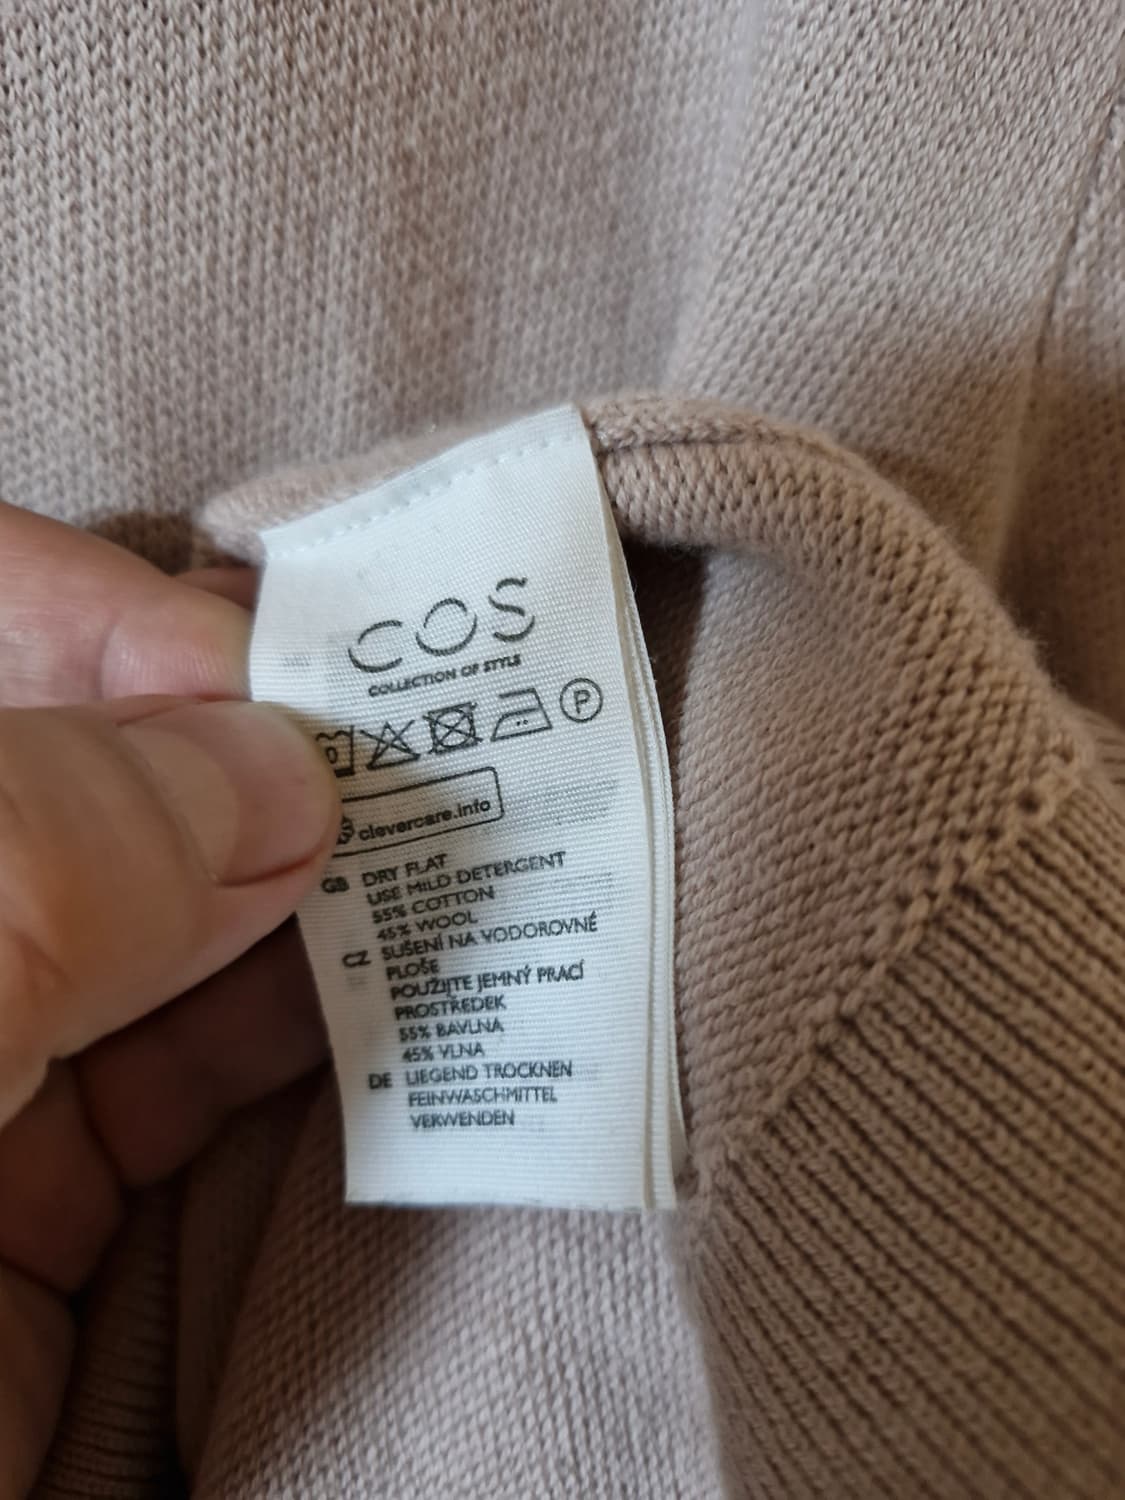 COS
COLLECTION OF STYLE
P
clevercare.info
GB DRY FLAT
USE MILD DETERGENT
55% COTTON
45% WOOL
CZ SUŠENÍ NA VODOROVNÉ
PLOŠE
POUŽIJTE JEMNÝ PRACÍ
PROSTŘEDEK
55% BAVLNA
45% VLNA
DE LIEGEND TROCKNEN
FEINWASCHMITTEL
VERWENDEN